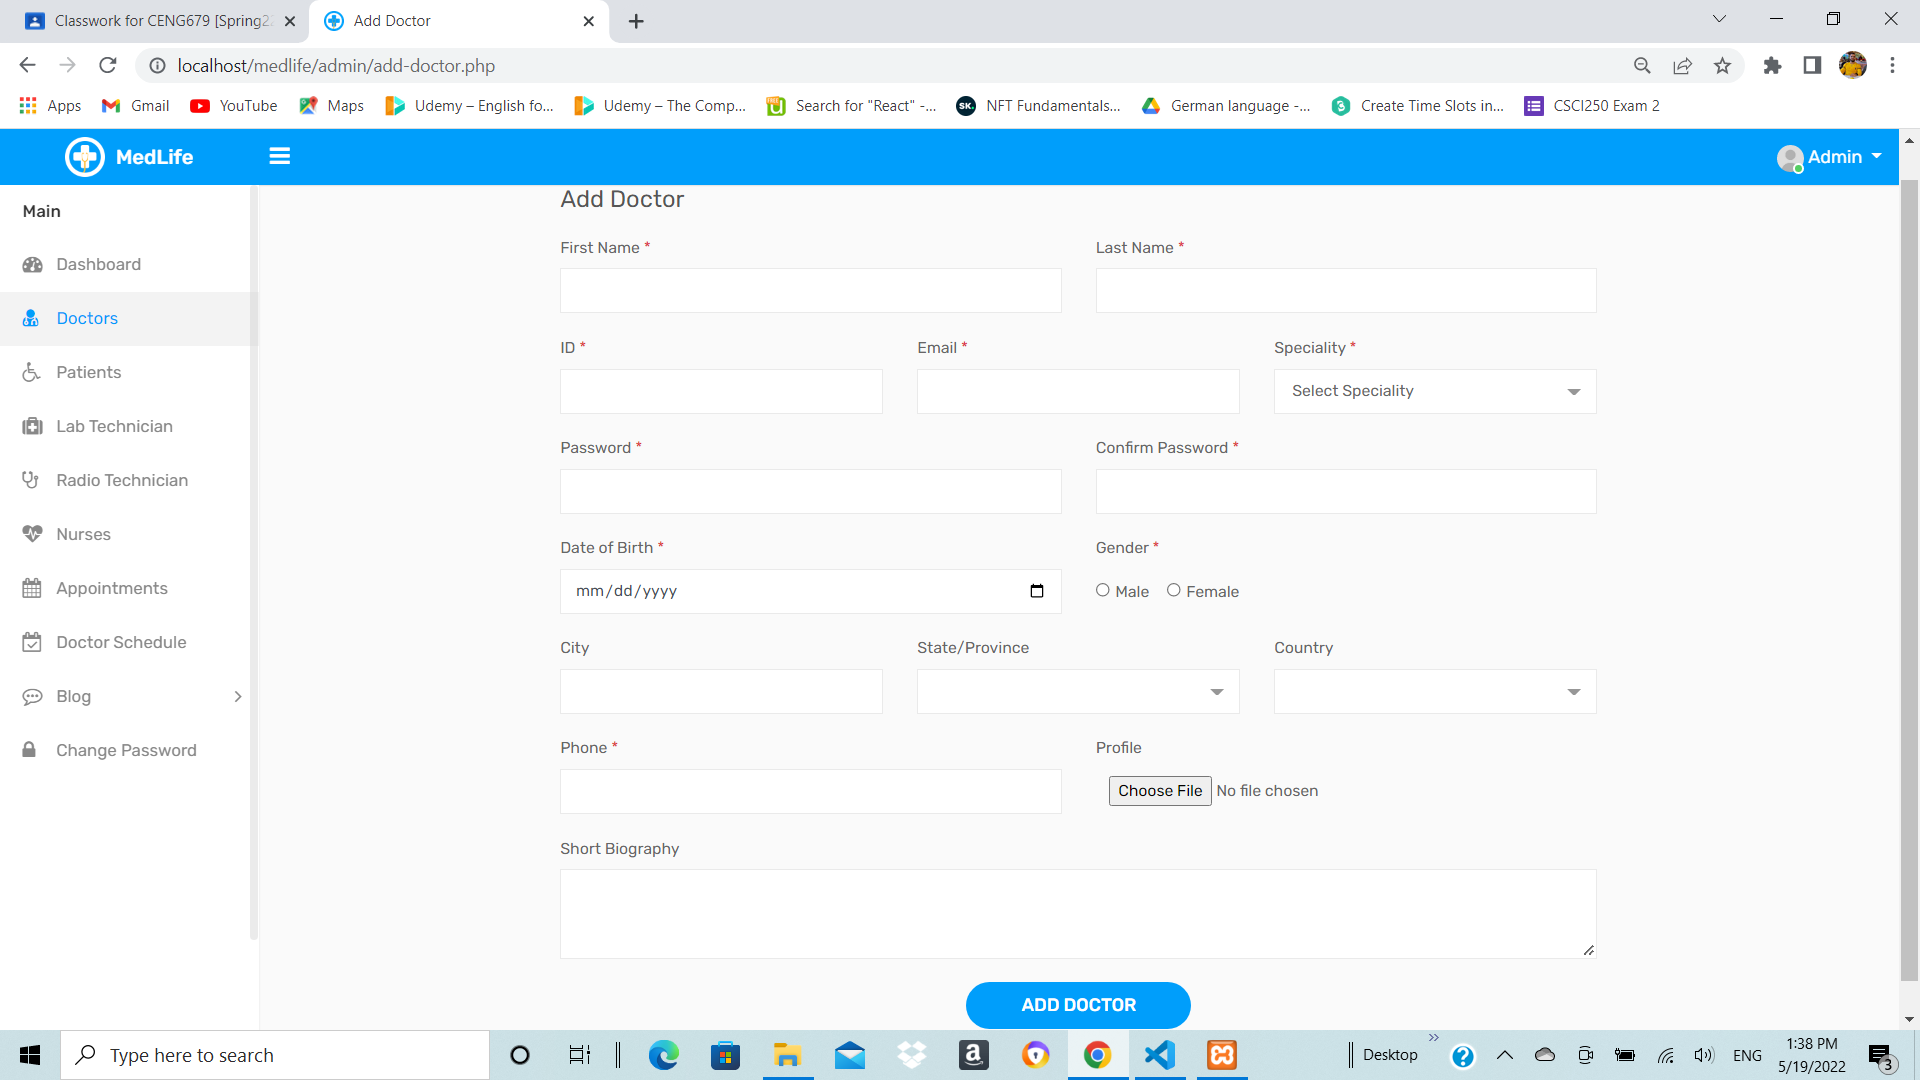 Classwork for CENG679 [Spring22
Add Doctor
localhost/medlife/admin/add-doctor.php
Apps
Gmail
YouTube
Maps
Udemy – English fo...
Udemy – The Comp...
Search for "React" -...
SK.
NFT Fundamentals...
German language -...
Create Time Slots in...
CSCI250 Exam 2
MedLife
Admin
Main
Dashboard
Doctors
Patients
Lab Technician
Radio Technician
Nurses
Appointments
Doctor Schedule
Blog
Change Password
Add Doctor
First Name *
Last Name *
ID *
Email *
Speciality *
Select Speciality
Password *
Confirm Password *
Date of Birth *
mm/dd/yyyy
Gender *
Male
Female
City
State/Province
Country
Phone *
Profile
Choose File No file chosen
Short Biography
ADD DOCTOR
Type here to search
Desktop
ENG
1:38 PM
5/19/2022
3